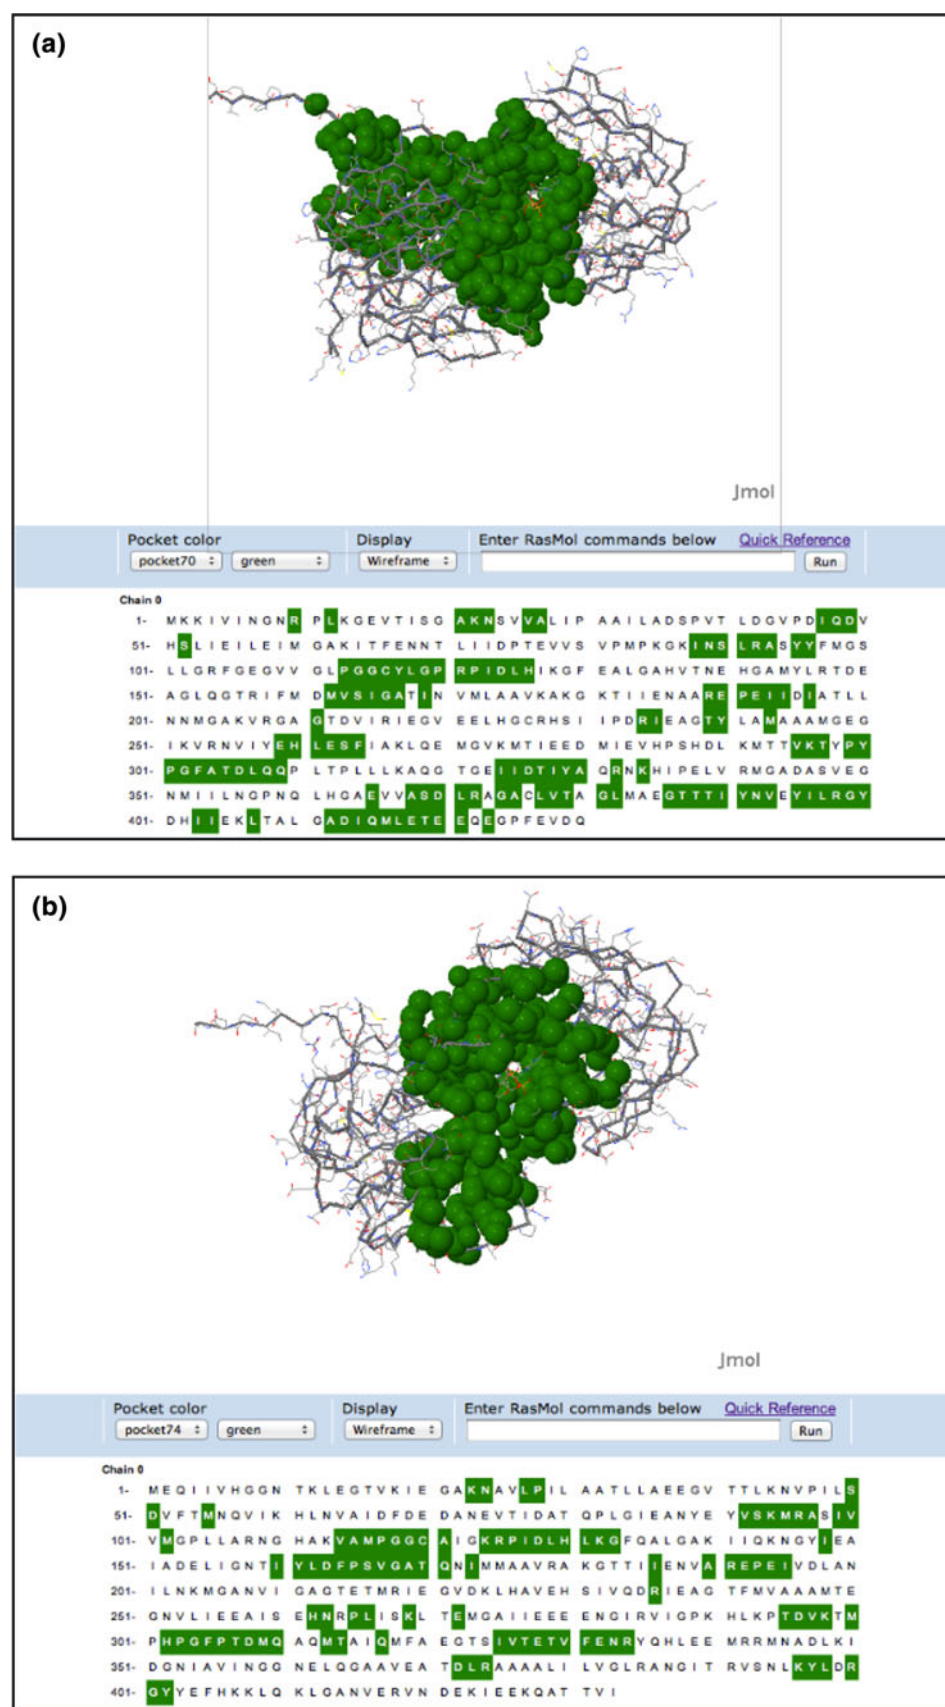 (a)
Jmol
Pocket color Display Enter RasMol commands below Quick Reference
pocket70 green Wireframe Run
Chain 0
1- MKKIVINGNR PLKGEVTISG AKNSVVALIP AAILADSPVT LDGVPDIQDV
51- HSLIEILEIM GAKITFENNT LIIDPTEVVS VPMPKGKINS LRASYYFMGS
101- LLGRFGEGVV GLPGGCYLGP RPIDLHIKGF EALGAHVTNE HGAMYLRTDE
151- AGLQGTRIFM DMVSIGATIN VMLAAVKAKG KTIIENAARE PEIIDIATLL
201- NNMGAKVRGA GTDVIRIEGV EELHGCRHSI IPDRIEAGTY LAMAAAMGEG
251- IKVRNVIYEH LESFIAKLQE MGVKMTIEED MIEVHPSHDL KMTTVKTYPY
301- PGFATDLQQP LTPLLLKAQG TGEIIDTIYA QRNKHIPELV RMGADASVEG
351- NMIILNGPNQ LHGAEVVASD LRAGACLVTA GLMAEGTTTI YNVEYILRGY
401- DHIIEKLTAL GADIQMLETE EQEGPFEVDQ
(b)
Jmol
Pocket color Display Enter RasMol commands below Quick Reference
pocket74 green Wireframe Run
Chain 0
1- MEQIIVHGGN TKLEGTVKIE GAKNAVLPIL AATLLAEEGV TTLKNVPILS
51- DVFTMNQVIK HLNVAIDFDE DANEVTIDAT QPLGIEANYE YVSKMRASIV
101- VMGPLLARNG HAKVAMPGGC AIGKRPIDLH LKGFQALGAK IIQKNGYIEA
151- IADELIGNTI YLDFPSVGAT QNIMMAAVRA KGTTIIENVA REPEIVDLAN
201- ILNKMGANVI GAGTETMRIE GVDKLHAVEH SIVQDRIEAG TFMVAAAMTE
251- GNVLIEEAIS EHNRPLISKL TEMGAIIEEE ENGIRVIGPK HLKPTDVKTM
301- PHPGFPTDMQ AQMTAIQMFA EGTSIVTETV FENRYQHLEE MRRMNADLKI
351- DGNIAVINGG NELQGAAVEA TDLRAAAALI LVGLRANGIT RVSNLKYLDR
401- GYYEFHKKLQ KLGANVERVN DEKIEEKQAT TVI